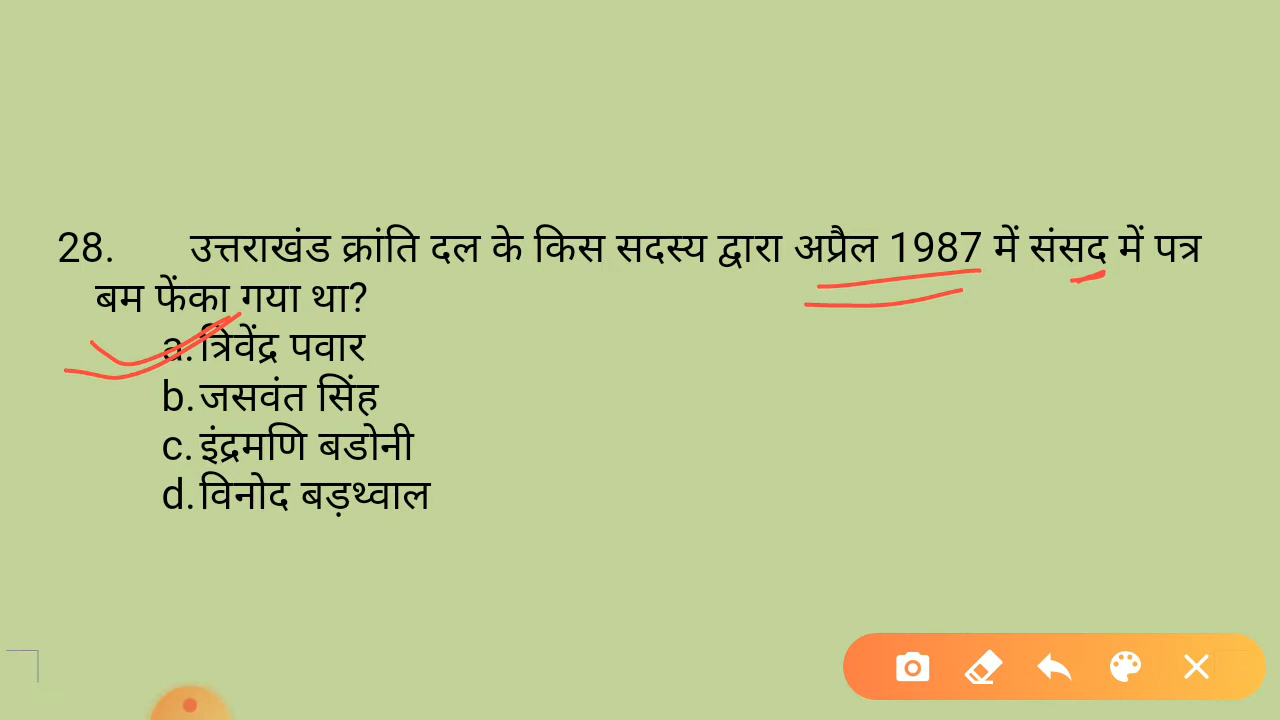 28. उत्तराखंड क्रांति दल के किस सदस्य द्वारा अप्रैल 1987 में संसद में पत्र
बम फेंका गया था?
a. त्रिवेंद्र पवार
b. जसवंत सिंह
c. इंद्रमणि बडोनी
d. विनोद बड़थ्वाल